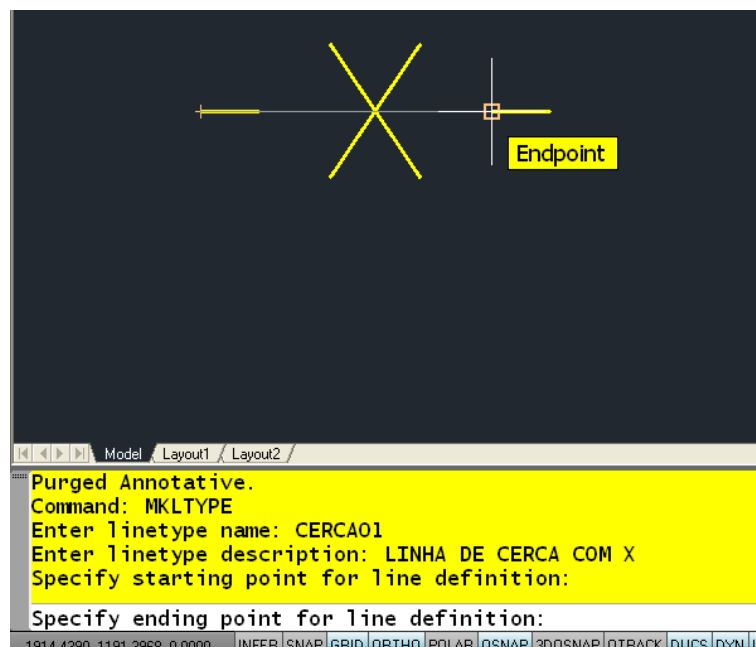 Endpoint
Model Layout1 Layout2
Purged Annotative.
Command: MKLTYPE
Enter linetype name: CERCAO1
Enter linetype description: LINHA DE CERCA COM X
Specify starting point for line definition:
Specify ending point for line definition:
INFER SNAP GRID ORTHO POLAR OSNAP 3DOSNAP OTRACK DUCS DYN